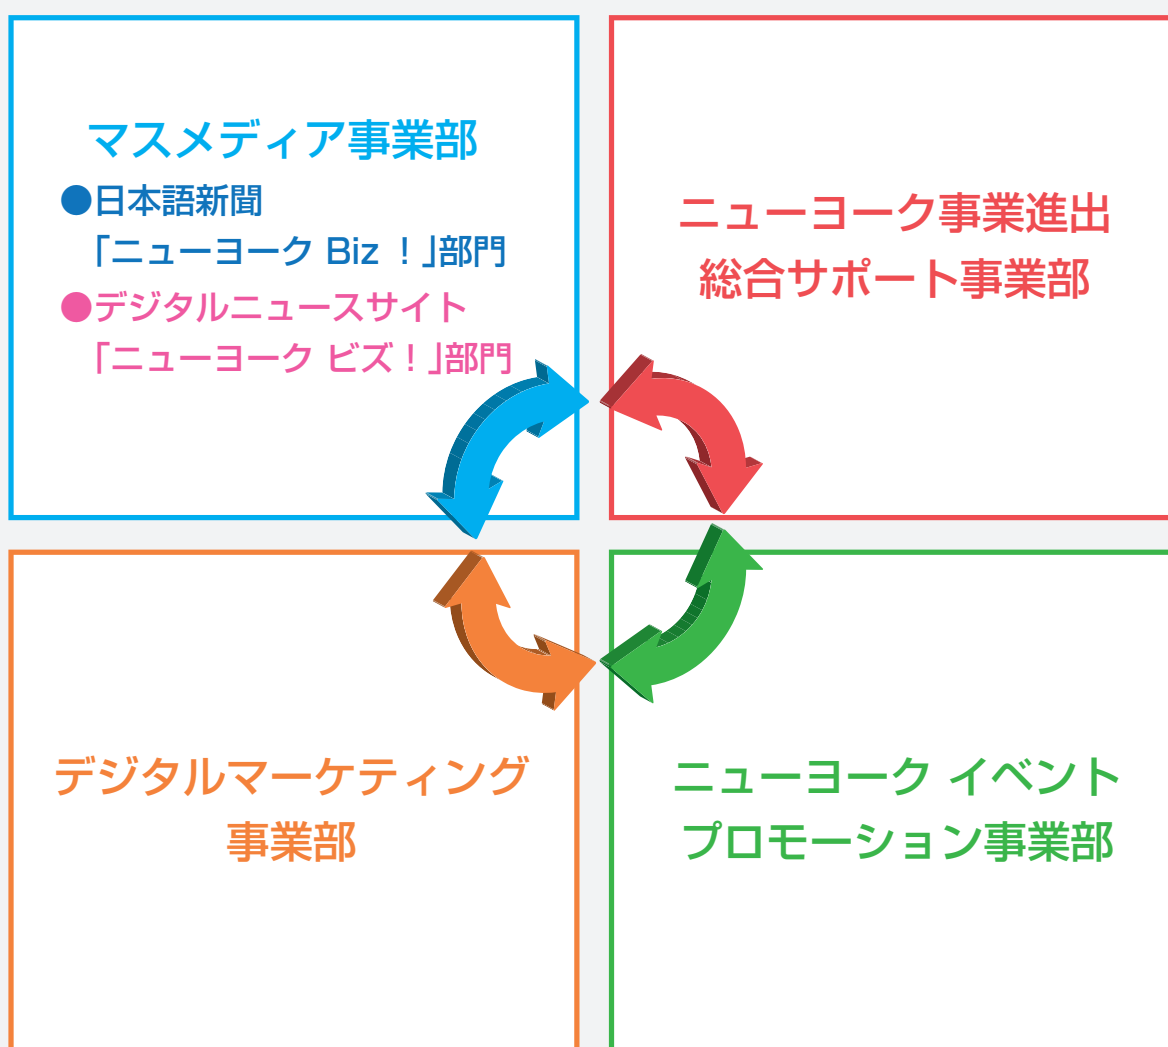 マスメディア事業部
●日本語新聞
「ニューヨーク Biz !」部門
●デジタルニュースサイト
「ニューヨーク ビズ！」部門
ニューヨーク事業進出
総合サポート事業部
デジタルマーケティング
事業部
ニューヨーク イベント
プロモーション事業部